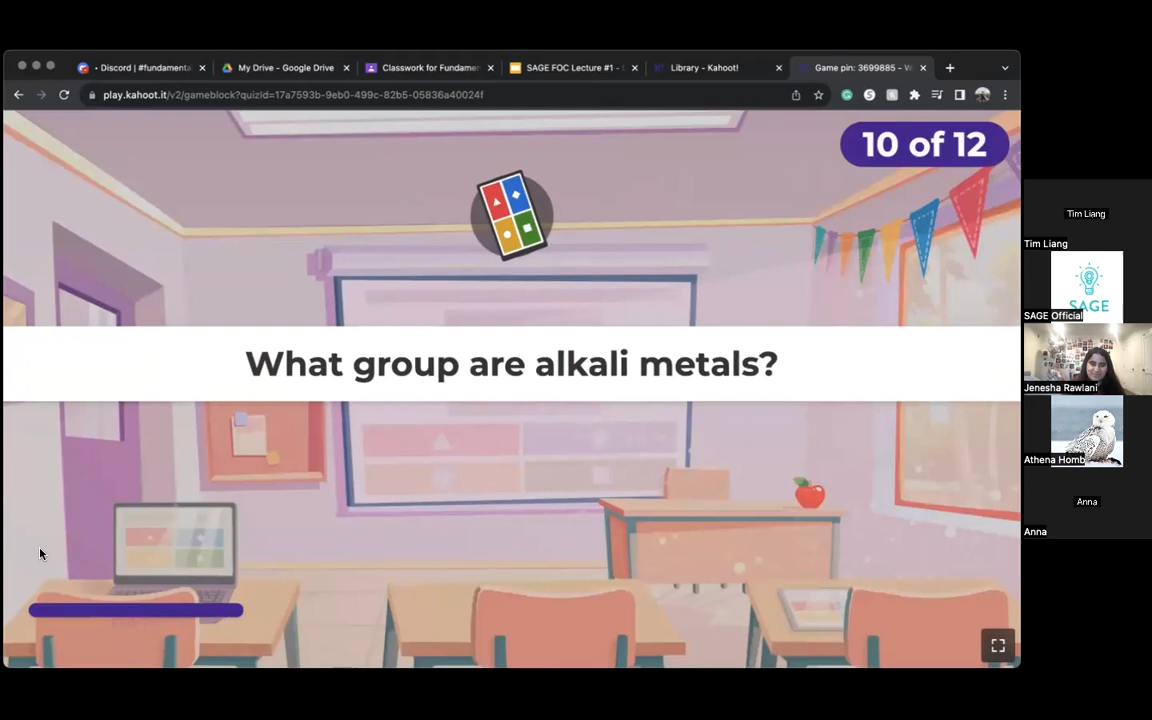 Discord | #fundamenta
My Drive - Google Drive
Classwork for Fundamen
SAGE FOC Lecture #1 -
Library - Kahoot!
Game pin: 3699885 - W
play.kahoot.it/v2/gameblock?quizId=17a7593b-9eb0-499c-82b5-05836a40024f
10 of 12
What group are alkali metals?
Tim Liang
Tim Liang
SAGE
SAGE Official
Jenesha Rawlani
Athena Homb
Anna
Anna